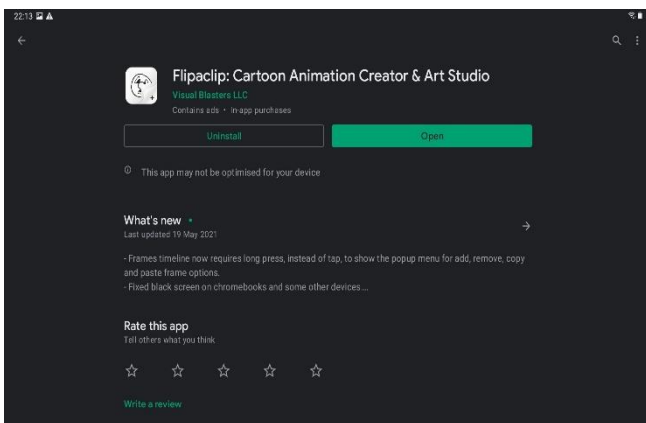 22:13
Flipaclip: Cartoon Animation Creator & Art Studio
Visual Blasters LLC
Contains ads • In-app purchases
Uninstall
Open
This app may not be optimised for your device
What's new •
Last updated 19 May 2021
- Frames timeline now requires long press, instead of tap, to show the popup menu for add, remove, copy
and paste frame options.
- Fixed black screen on chromebooks and some other devices....
Rate this app
Tell others what you think
Write a review